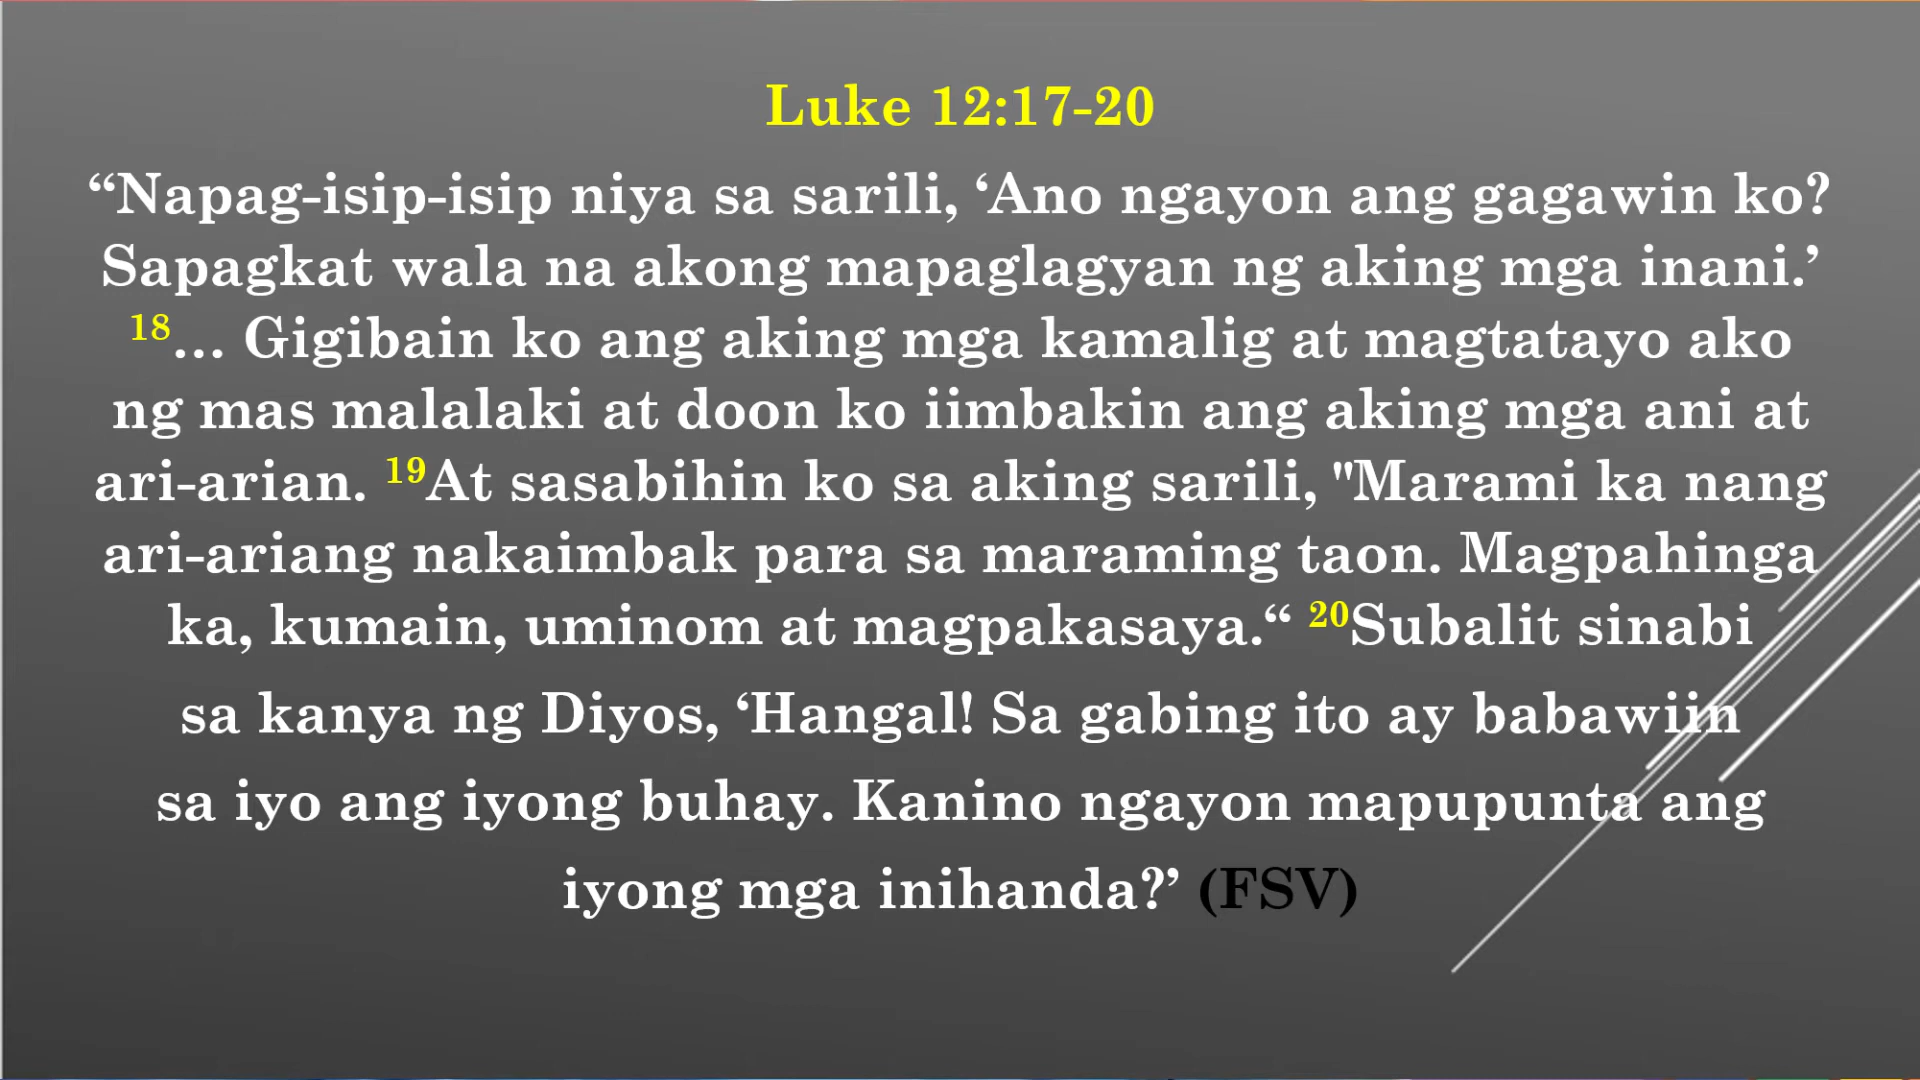 Luke 12:17-20
“Napag-isip-isip niya sa sarili, ‘Ano ngayon ang gagawin ko?
Sapagkat wala na akong mapaglagyan ng aking mga inani.’
18… Gigibain ko ang aking mga kamalig at magtatayo ako
ng mas malalaki at doon ko iimbakin ang aking mga ani at
ari-arian. 19At sasabihin ko sa aking sarili, "Marami ka nang
ari-ariang nakaimbak para sa maraming taon. Magpahinga
ka, kumain, uminom at magpakasaya.“ 20Subalit sinabi
sa kanya ng Diyos, ‘Hangal! Sa gabing ito ay babawiin
sa iyo ang iyong buhay. Kanino ngayon mapupunta ang
iyong mga inihanda?’ (FSV)